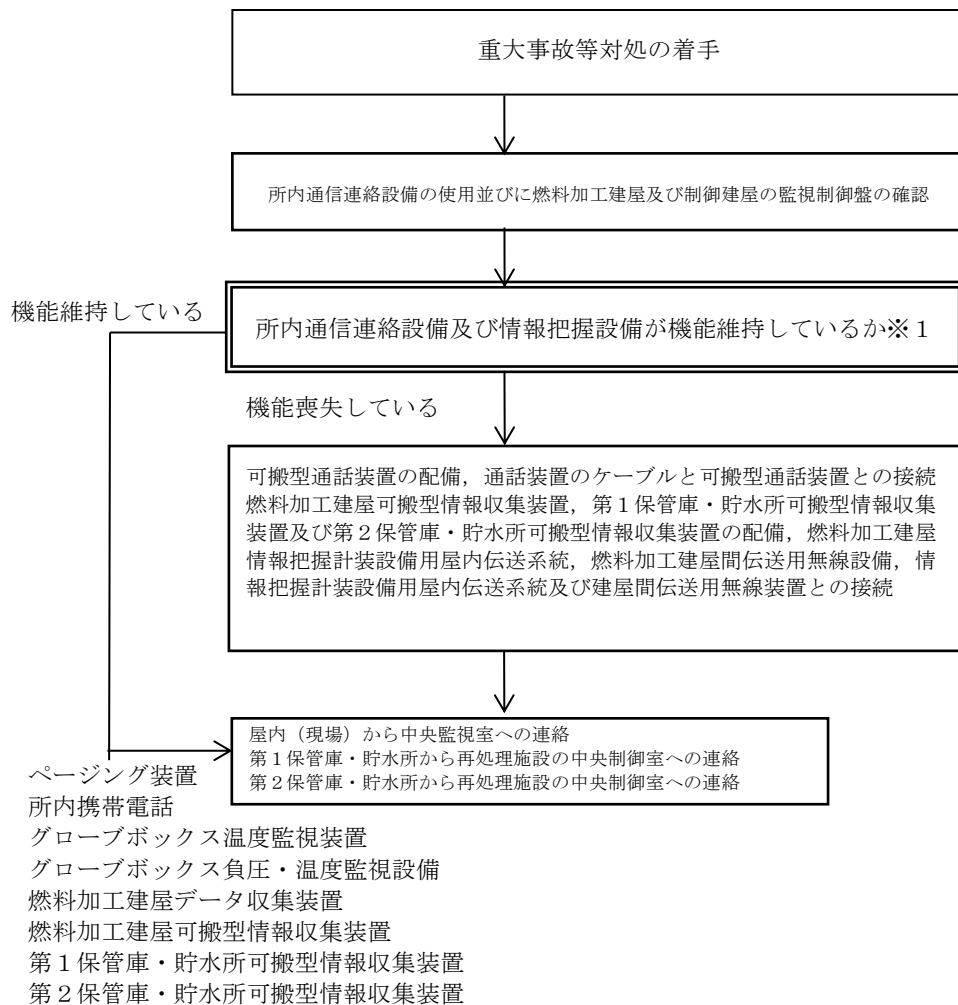 重大事故等対処の着手
所内通信連絡設備の使用並びに燃料加工建屋及び制御建屋の監視制御盤の確認
機能維持している
所内通信連絡設備及び情報把握設備が機能維持しているか※１
機能喪失している
可搬型通話装置の配備，通話装置のケーブルと可搬型通話装置との接続
燃料加工建屋可搬型情報収集装置，第１保管庫・貯水所可搬型情報収集
装置及び第２保管庫・貯水所可搬型情報収集装置の配備，燃料加工建屋
情報把握計装設備用屋内伝送系統，燃料加工建屋間伝送用無線設備，情
報把握計装設備用屋内伝送系統及び建屋間伝送用無線装置との接続
屋内（現場）から中央監視室への連絡
第１保管庫・貯水所から再処理施設の中央制御室への連絡
第２保管庫・貯水所から再処理施設の中央制御室への連絡
ページング装置
所内携帯電話
グローブボックス温度監視装置
グローブボックス負圧・温度監視設備
燃料加工建屋データ収集装置
燃料加工建屋可搬型情報収集装置
第１保管庫・貯水所可搬型情報収集装置
第２保管庫・貯水所可搬型情報収集装置